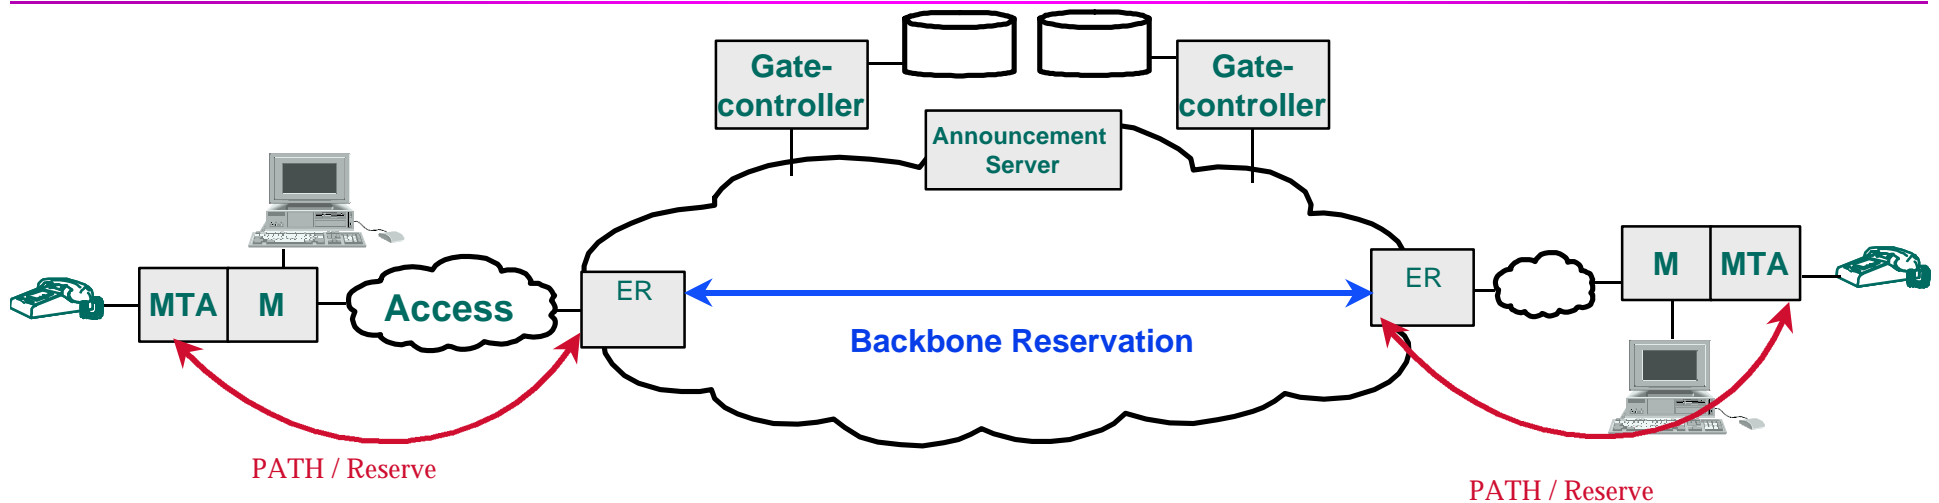 Gate-
controller
Gate-
controller
Announcement
Server
MTA
M
Access
ER
ER
M
MTA
Backbone Reservation
PATH / Reserve
PATH / Reserve